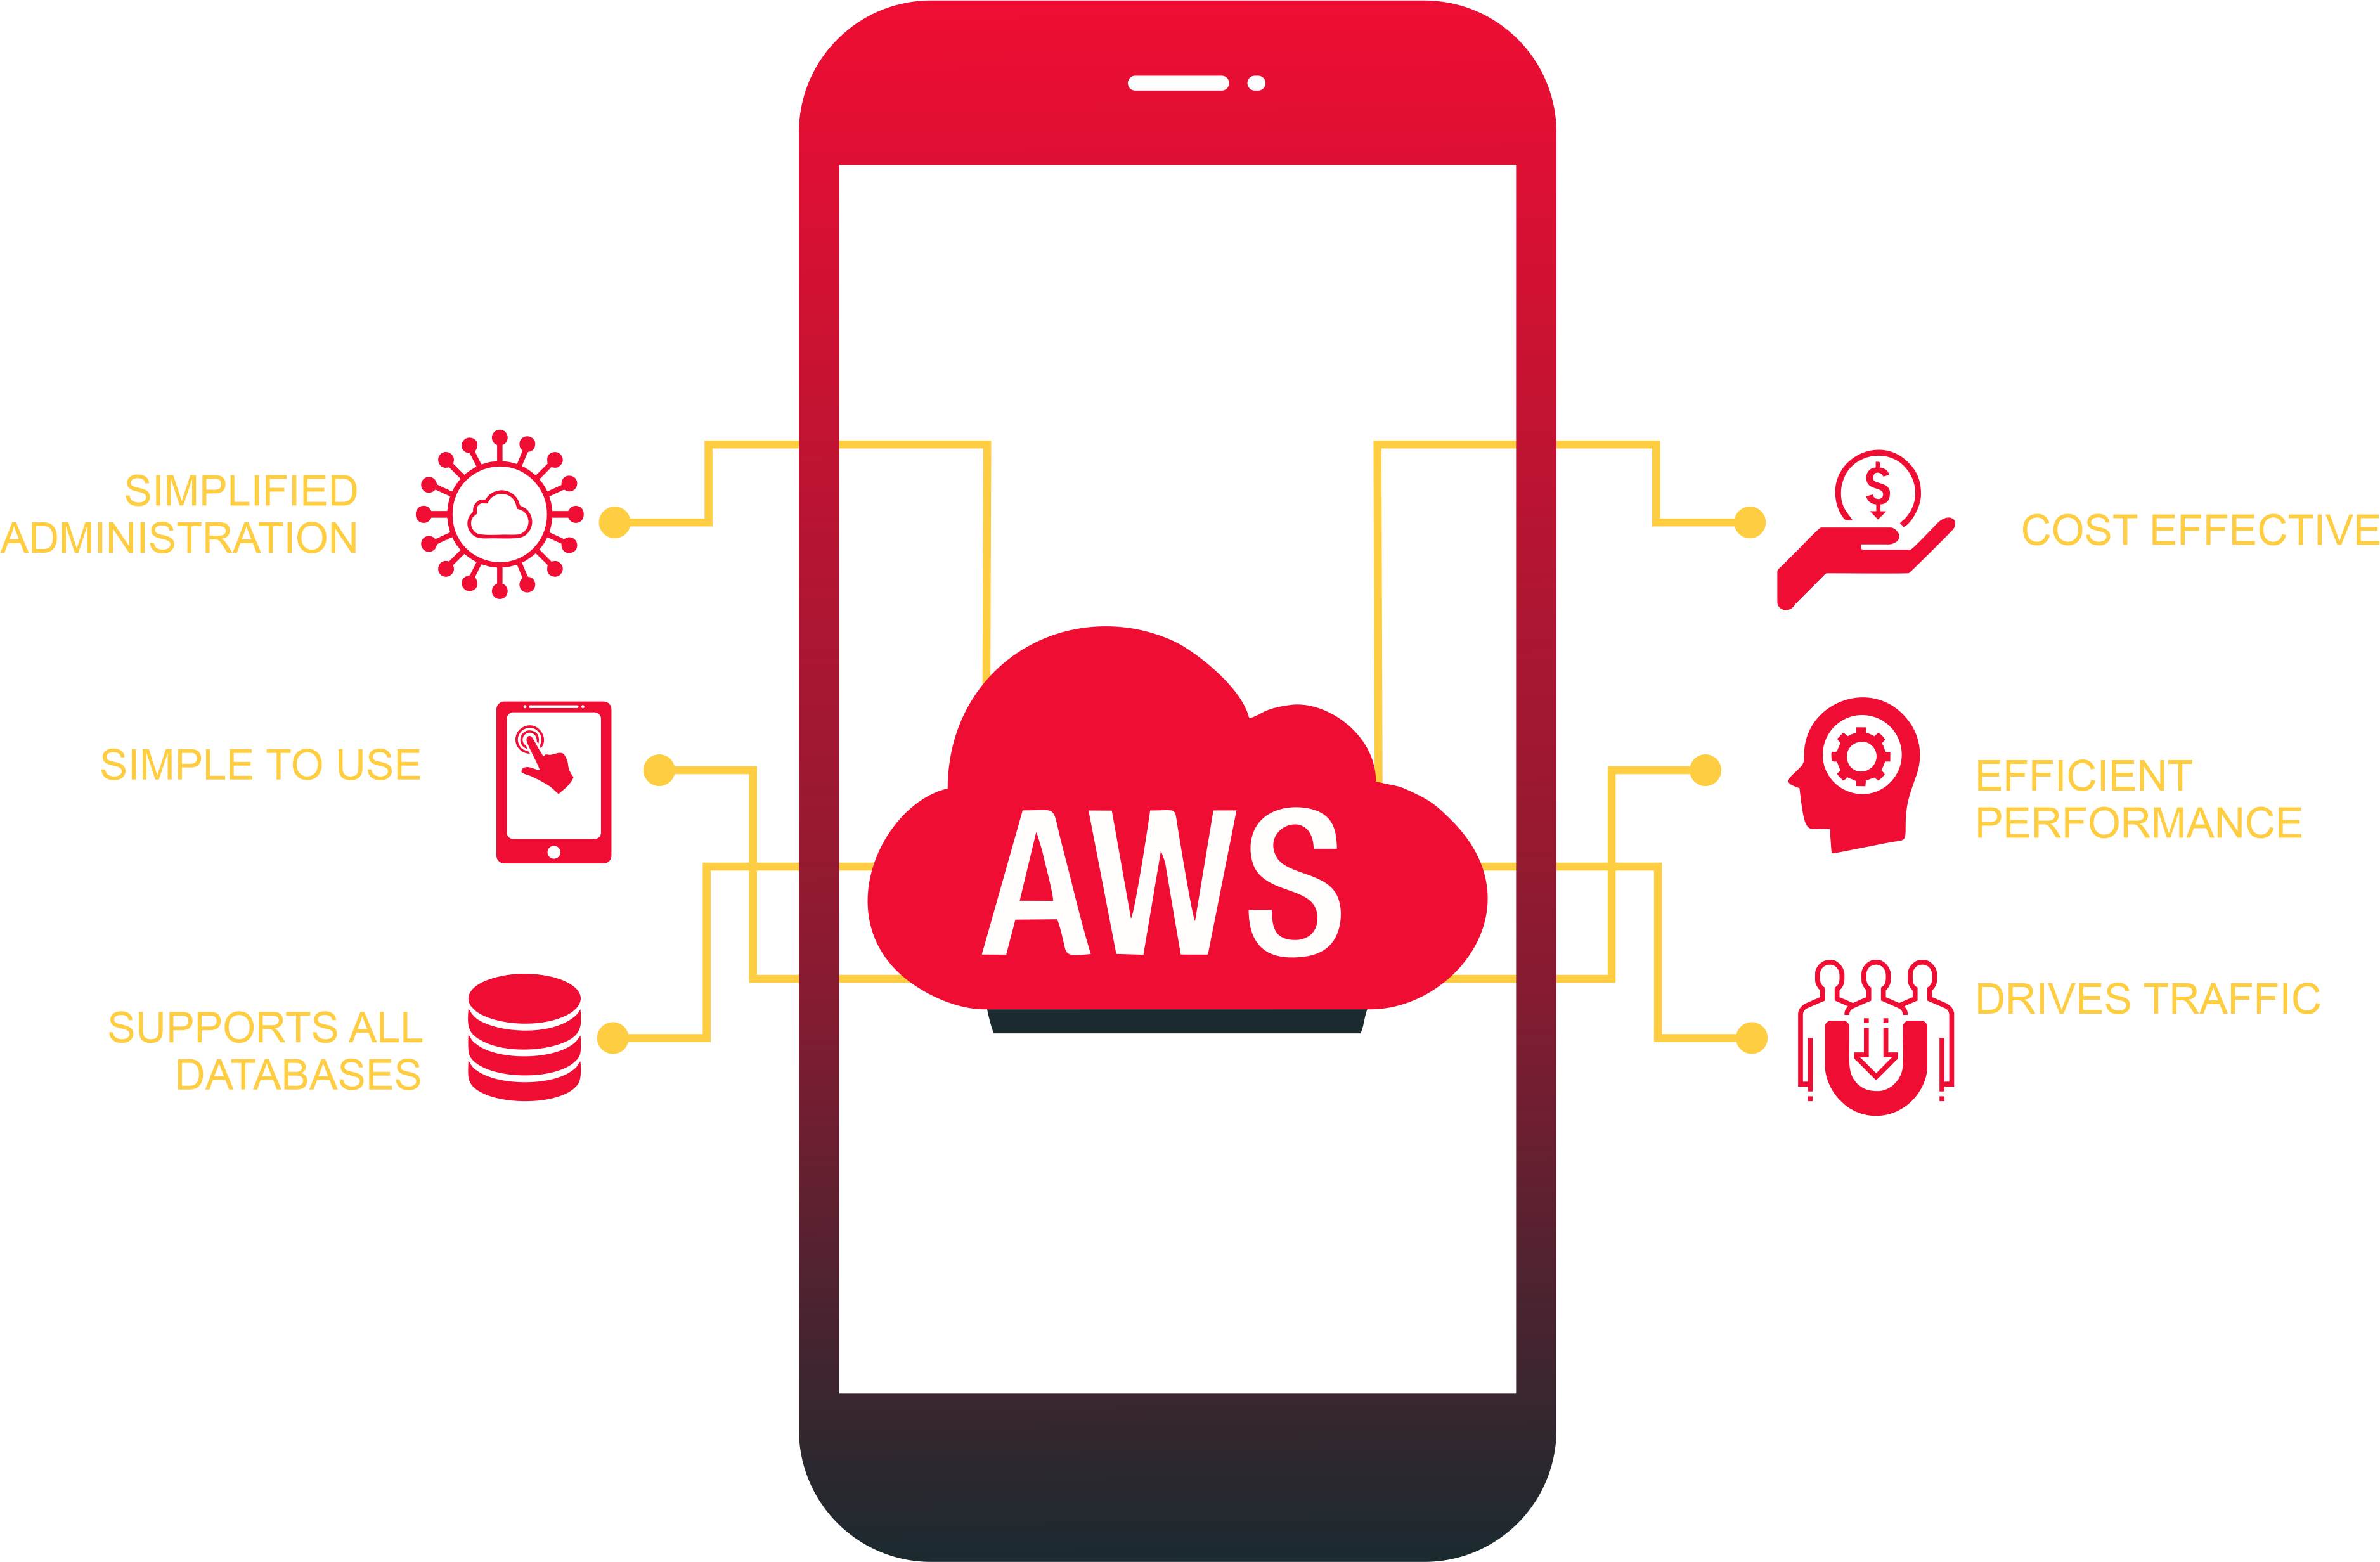 SIMPLIFIED
ADMINISTRATION
SIMPLE TO USE
SUPPORTS ALL
DATABASES
AWS
$
COST EFFECTIVE
EFFICIENT
PERFORMANCE
DRIVES TRAFFIC